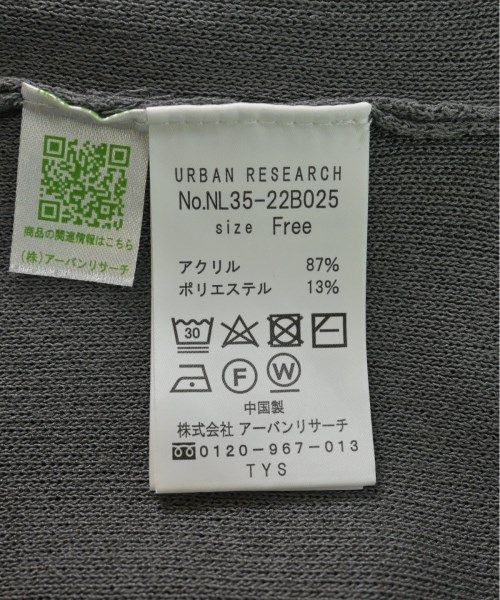 商品の関連情報はこちら
(株)アーバンリサーチ
URBAN RESEARCH
No.NL35-22B025
size Free
アクリル 87%
ポリエステル 13%
30
F W
中国製
株式会社 アーバンリサーチ
0120-967-013
TYS